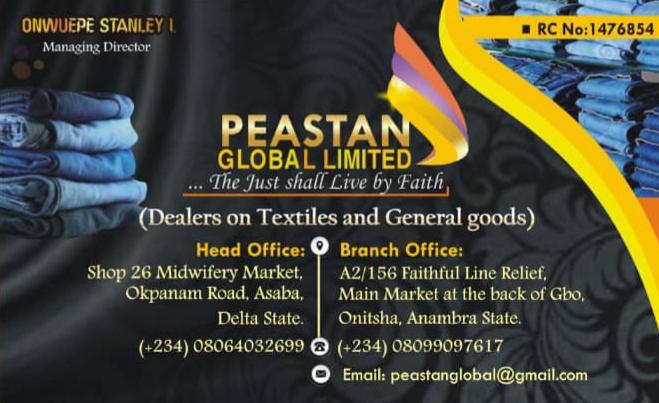 ONWUEPE STANLEY I.
Managing Director
RC No:1476854
PEASTAN
GLOBAL LIMITED
... The Just shall Live by Faith
(Dealers on Textiles and General goods)
Head Office:
Shop 26 Midwifery Market,
Okpanam Road, Asaba,
Delta State.
(+234) 08064032699
Branch Office:
A2/156 Faithful Line Relief,
Main Market at the back of Gbo,
Onitsha, Anambra State.
(+234) 08099097617
Email: peastanglobal@gmail.com